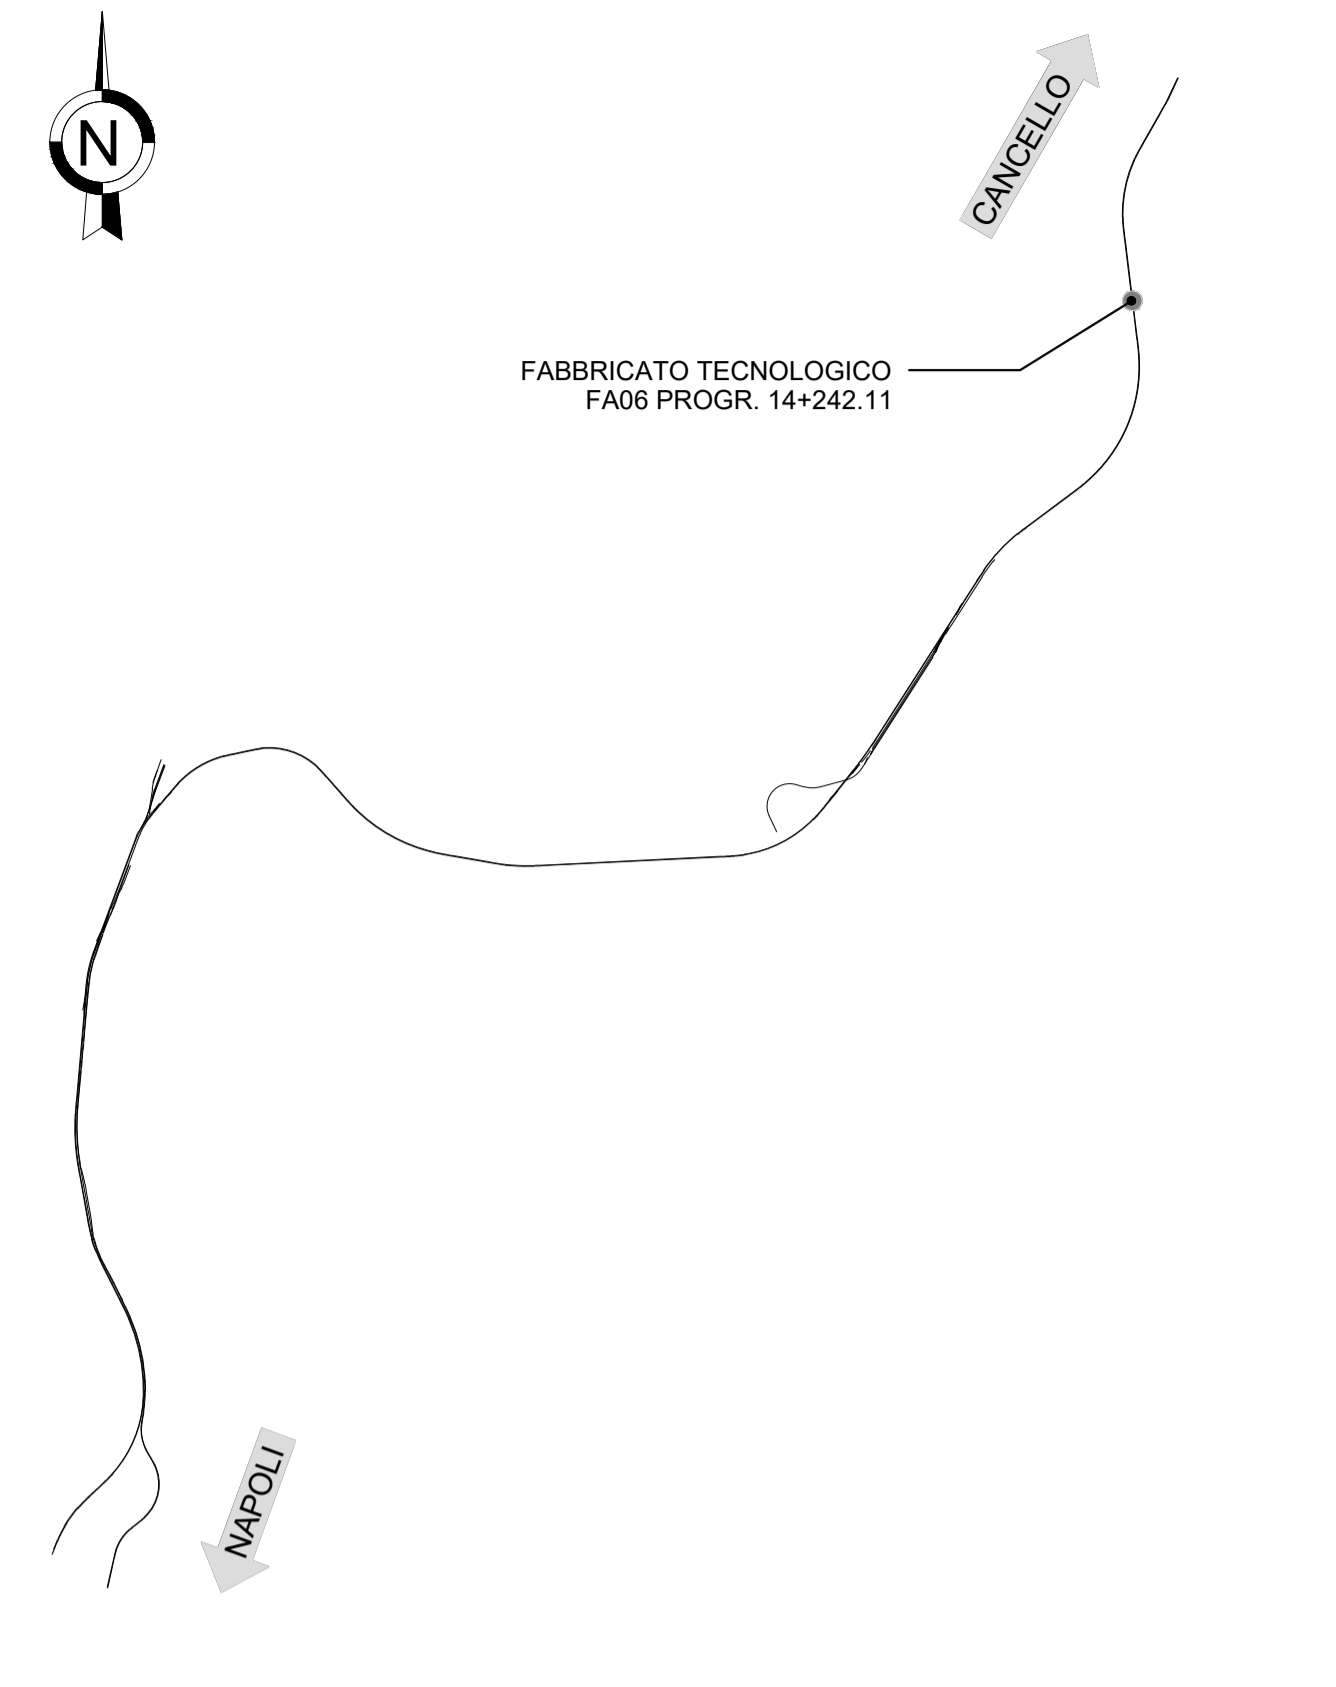 N
CANCELLO
FABBRICATO TECNOLOGICO
FA06 PROGR. 14+242.11
NAPOLI